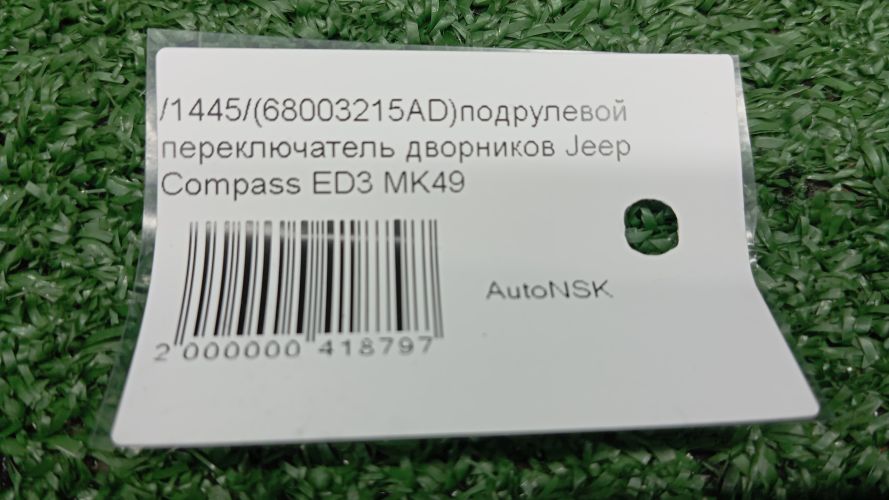 /1445/(68003215AD)подрулевой
переключатель дворников Jeep
Compass ED3 MK49
AutoNSK
2 000000 418797